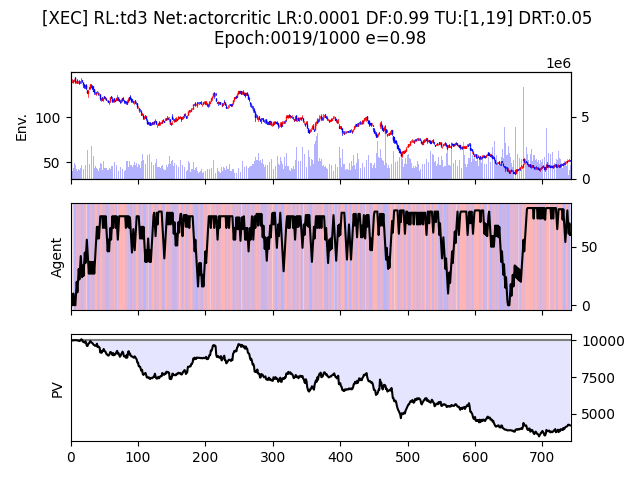 [XEC] RL:td3 Net:actorcritic LR:0.0001 DF:0.99 TU:[1,19] DRT:0.05
Epoch:0019/1000 e=0.98
1e6
Env.
100
50
5
0
Agent
50
0
PV
10000
7500
5000
0 100 200 300 400 500 600 700